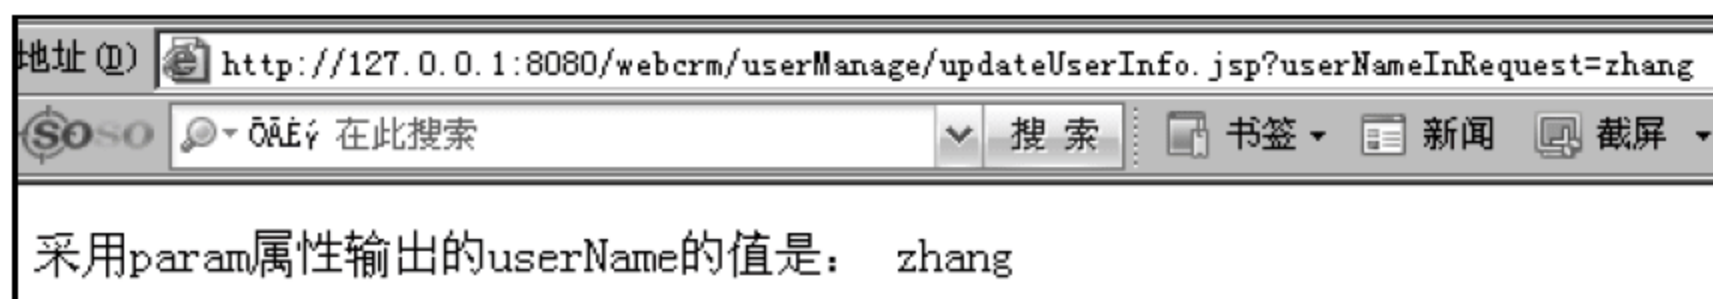 地址(D) http://127.0.0.1:8080/webcrm/userManage/updateUserInfo.jsp?userNameInRequest=zhang
SOSO ÕÅÈý 在此搜索 搜 索 书签 新闻 截屏
采用param属性输出的userName的值是: zhang